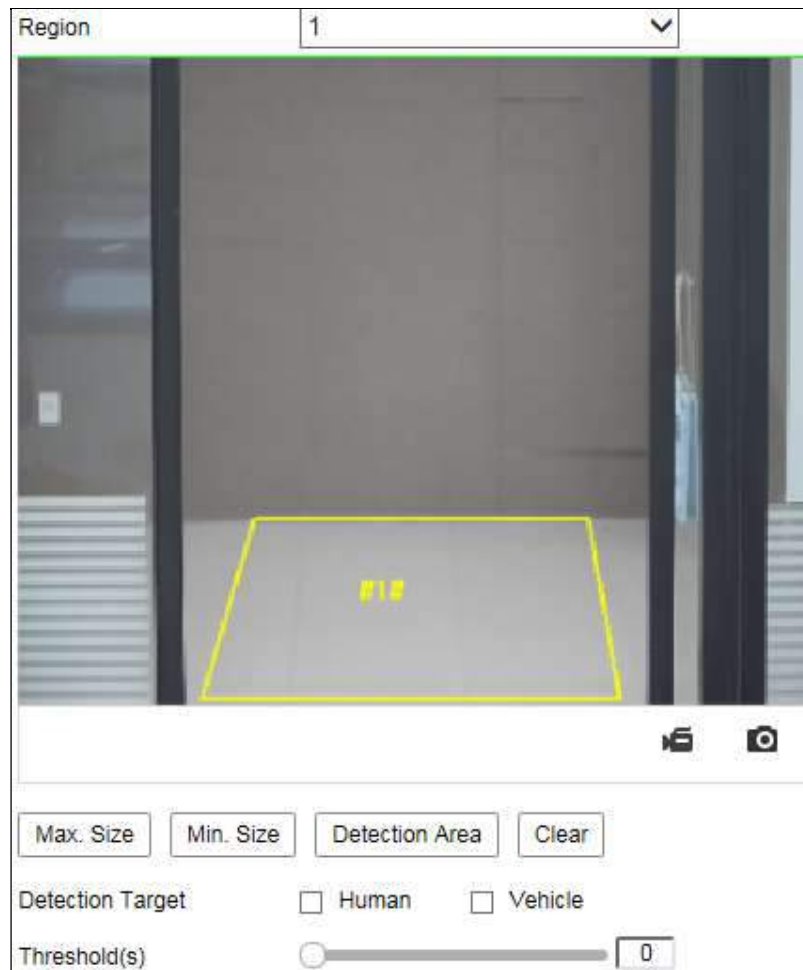 Region 1
#1#
Max. Size Min. Size Detection Area Clear
Detection Target Human Vehicle
Threshold(s) 0